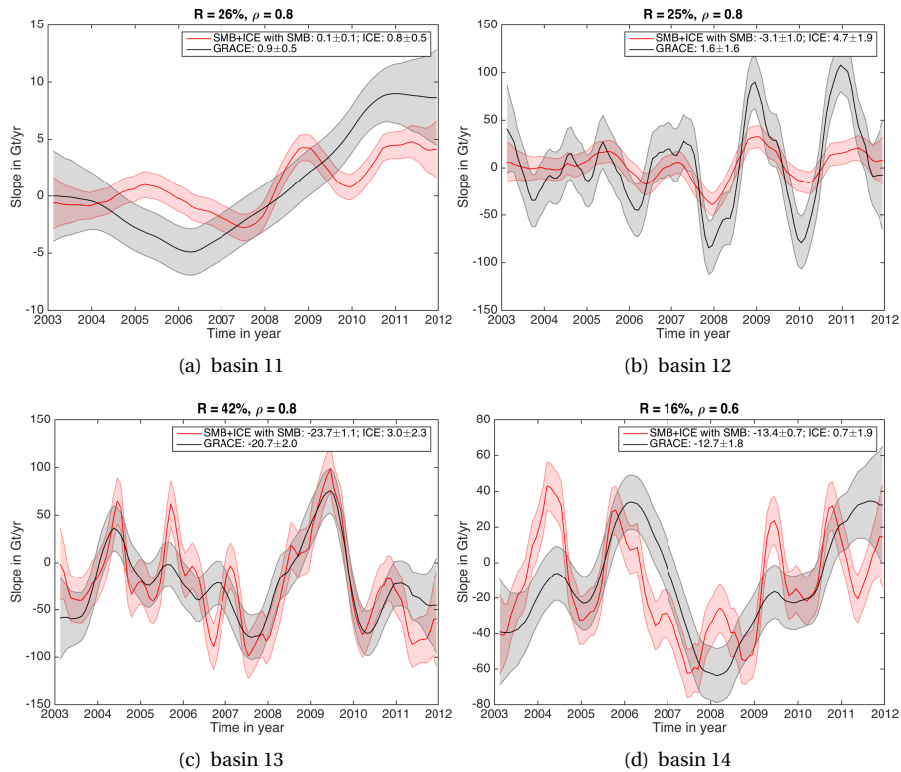 R = 26%, ρ = 0.8
SMB+ICE with SMB: 0.1±0.1; ICE: 0.8±0.5
GRACE: 0.9±0.5
Slope in Gt/yr
15
10
5
0
-5
-10
2003 2004 2005 2006 2007 2008 2009 2010 2011 2012
Time in year
(a) basin 11
R = 25%, ρ = 0.8
SMB+ICE with SMB: -3.1±1.0; ICE: 4.7±1.9
GRACE: 1.6±1.6
Slope in Gt/yr
150
100
50
0
-50
-100
-150
2003 2004 2005 2006 2007 2008 2009 2010 2011 2012
Time in year
(b) basin 12
R = 42%, ρ = 0.8
SMB+ICE with SMB: -23.7±1.1; ICE: 3.0±2.3
GRACE: -20.7±2.0
Slope in Gt/yr
150
100
50
0
-50
-100
-150
2003 2004 2005 2006 2007 2008 2009 2010 2011 2012
Time in year
(c) basin 13
R = 16%, ρ = 0.6
SMB+ICE with SMB: -13.4±0.7; ICE: 0.7±1.9
GRACE: -12.7±1.8
Slope in Gt/yr
80
60
40
20
0
-20
-40
-60
-80
2003 2004 2005 2006 2007 2008 2009 2010 2011 2012
Time in year
(d) basin 14